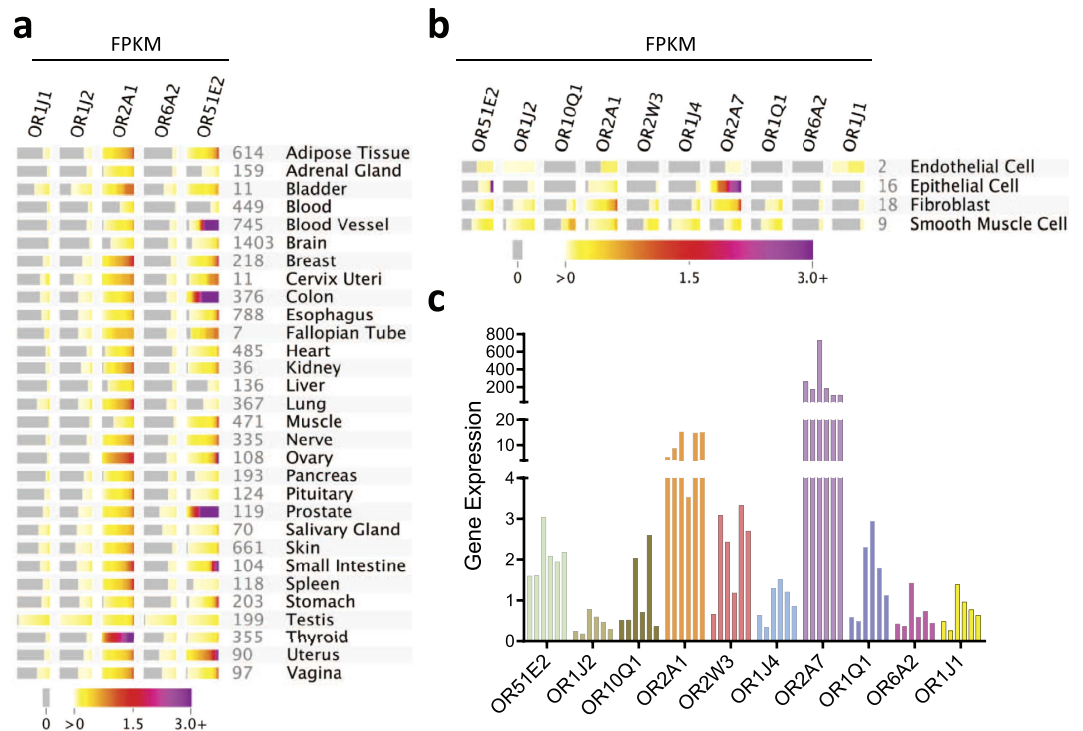 a
FPKM
OR1J1 OR1J2 OR2A1 OR6A2 OR51E2
614 Adipose Tissue
159 Adrenal Gland
11 Bladder
449 Blood
745 Blood Vessel
1403 Brain
218 Breast
11 Cervix Uteri
376 Colon
788 Esophagus
7 Fallopian Tube
485 Heart
36 Kidney
136 Liver
367 Lung
471 Muscle
335 Nerve
108 Ovary
193 Pancreas
124 Pituitary
119 Prostate
70 Salivary Gland
661 Skin
104 Small Intestine
118 Spleen
203 Stomach
199 Testis
355 Thyroid
90 Uterus
97 Vagina
0 >0 1.5 3.0+
b
FPKM
OR51E2 OR1J2 OR10Q1 OR2A1 OR2W3 OR1J4 OR2A7 OR1Q1 OR6A2 OR1J1
2 Endothelial Cell
16 Epithelial Cell
18 Fibroblast
9 Smooth Muscle Cell
0 >0 1.5 3.0+
c
Gene Expression
800
600
400
200
20
10
4
3
2
1
0
OR51E2 OR1J2 OR10Q1 OR2A1 OR2W3 OR1J4 OR2A7 OR1Q1 OR6A2 OR1J1